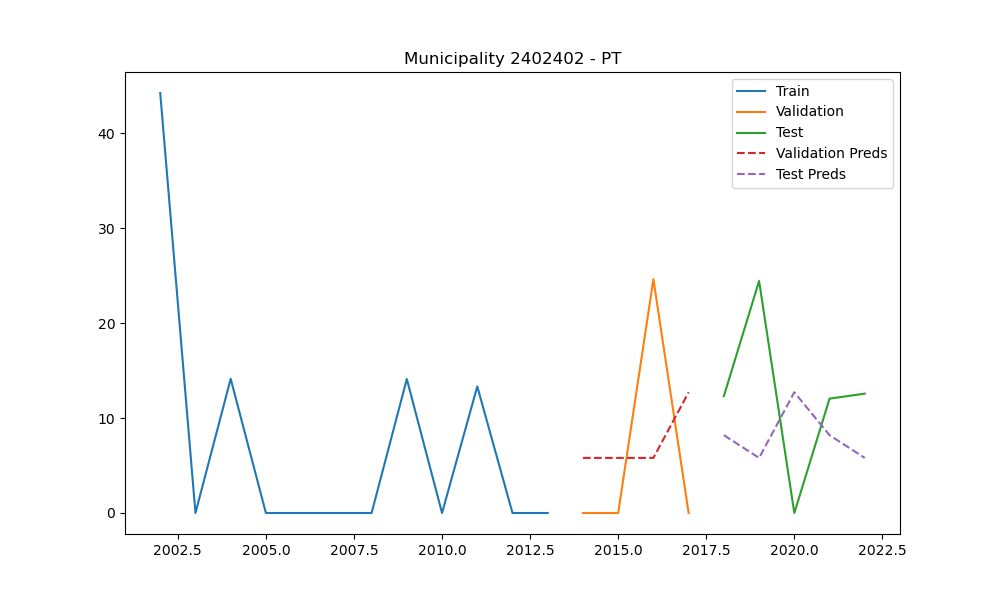 Municipality 2402402 - PT
Train
Validation
Test
Validation Preds
Test Preds
40
30
20
10
0
2002.5 2005.0 2007.5 2010.0 2012.5 2015.0 2017.5 2020.0 2022.5